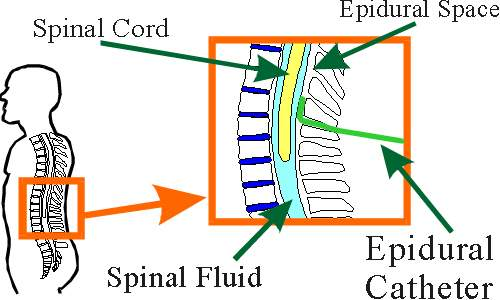 Spinal Cord
Epidural Space
Spinal Fluid
Epidural
Catheter